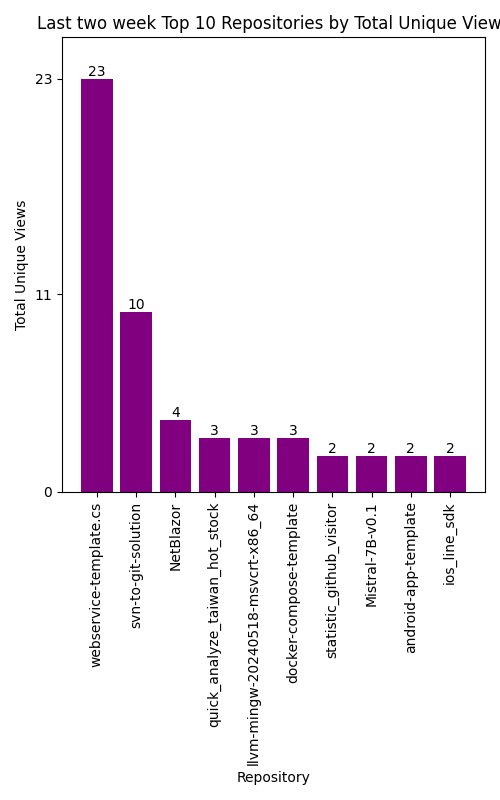 Last two week Top 10 Repositories by Total Unique View
23
11
0
Total Unique Views
23
10
4
3
3
3
2
2
2
2
webservice-template.cs
svn-to-git-solution
NetBlazor
quick_analyze_taiwan_hot_stock
llvm-mingw-20240518-msvcrt-x86_64
docker-compose-template
statistic_github_visitor
Mistral-7B-v0.1
android-app-template
ios_line_sdk
Repository